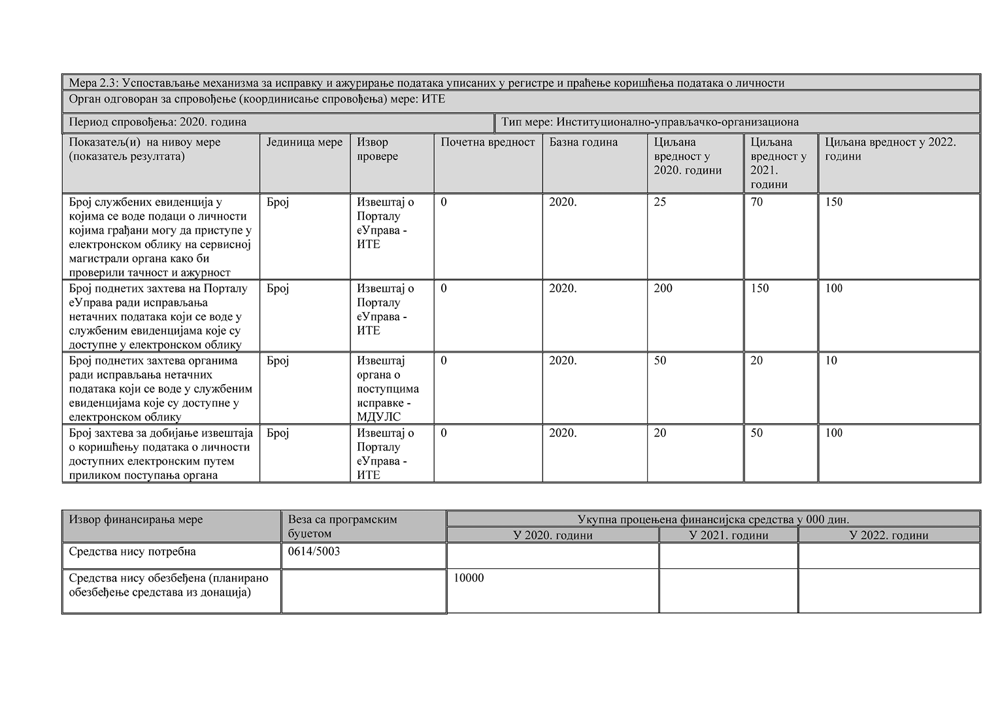 Мера 2.3: Успостављање механизма за исправку и ажурирање података уписаних у регистре и праћење коришћења података о личности
Орган одговоран за спровођење (координисање спровођења) мере: ИТЕ
Период спровођења: 2020. година
Тип мере: Институционално-управљачко-организациона
Показатељ(и) на нивоу мере
(показатељ резултата)
Јединица мере
Извор
провере
Почетна вредност
Базна година
Циљана
вредност у
2020. години
Циљана
вредност у
2021.
години
Циљана вредност у 2022.
години
Број службених евиденција у
којима се воде подаци о личности
којима грађани могу да приступе у
електронском облику на сервисној
магистрали органа како би
проверили тачност и ажурност
Број
Извештај о
Порталу
еУправа -
ИТЕ
0
2020.
25
70
150
Број поднетих захтева на Порталу
еУправа ради исправљања
нетачних података који се воде у
службеним евиденцијама које су
доступне у електронском облику
Број
Извештај о
Порталу
еУправа -
ИТЕ
0
2020.
200
150
100
Број поднетих захтева органима
ради исправљања нетачних
података који се воде у службеним
евиденцијама које су доступне у
електронском облику
Број
Извештај
органа о
поступцима
исправке -
МДУЛС
0
2020.
50
20
10
Број захтева за добијање извештаја
о коришћењу података о личности
доступних електронским путем
приликом поступања органа
Број
Извештај о
Порталу
еУправа -
ИТЕ
0
2020.
20
50
100
Извор финансирања мере
Веза са програмским
буџетом
Укупна процењена финансијска средства у 000 дин.
У 2020. години
У 2021. години
У 2022. години
Средства нису потребна
0614/5003
Средства нису обезбеђена (планирано
обезбеђење средстава из донација)
10000